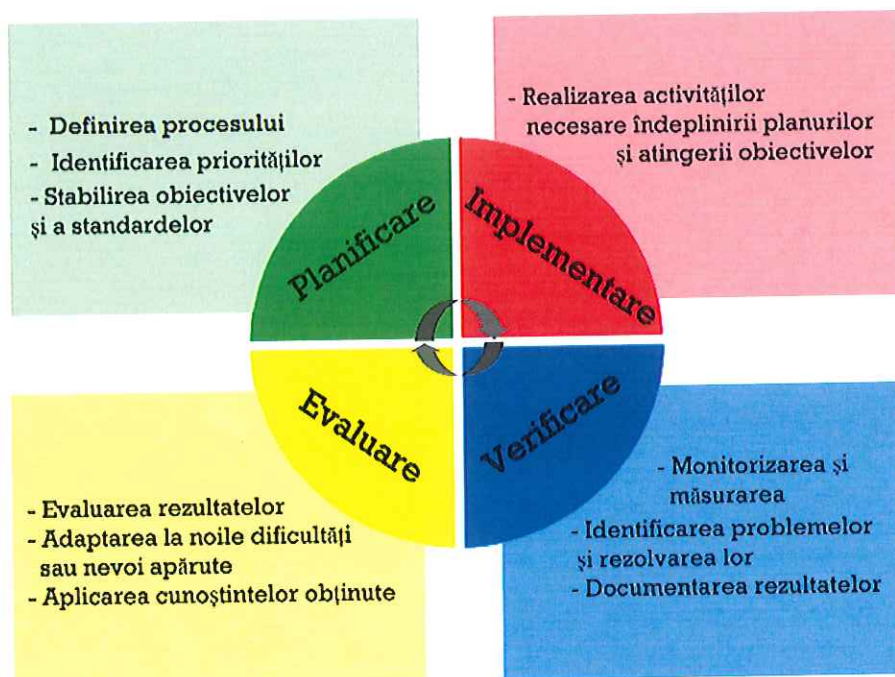 - Definirea procesului
- Identificarea priorităților
- Stabilirea obiectivelor
și a standardelor
- Realizarea activităților
necesare îndeplinirii planurilor
și atingerii obiectivelor
Planificare
Implementare
Evaluare
Verificare
- Evaluarea rezultatelor
- Adaptarea la noile dificultăți
sau nevoi apărute
- Aplicarea cunoștintelor obținute
- Monitorizarea și
măsurarea
- Identificarea problemelor
și rezolvarea lor
- Documentarea rezultatelor